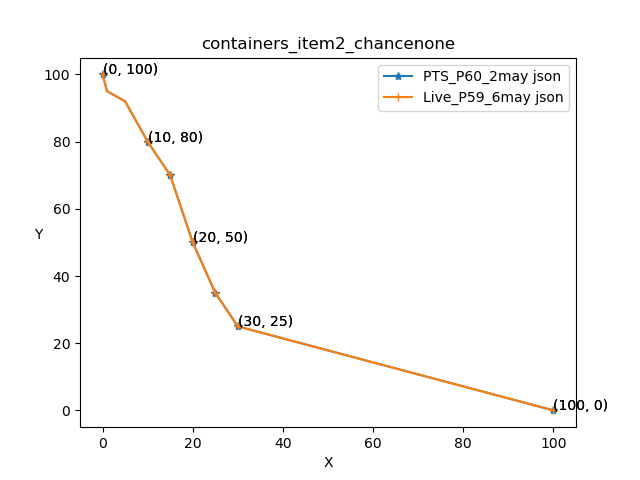 containers_item2_chancenone
PTS_P60_2may json
Live_P59_6may json
(0, 100)
(10, 80)
(20, 50)
(30, 25)
(100, 0)
100
80
60
40
20
0
Y
0 20 40 60 80 100
X